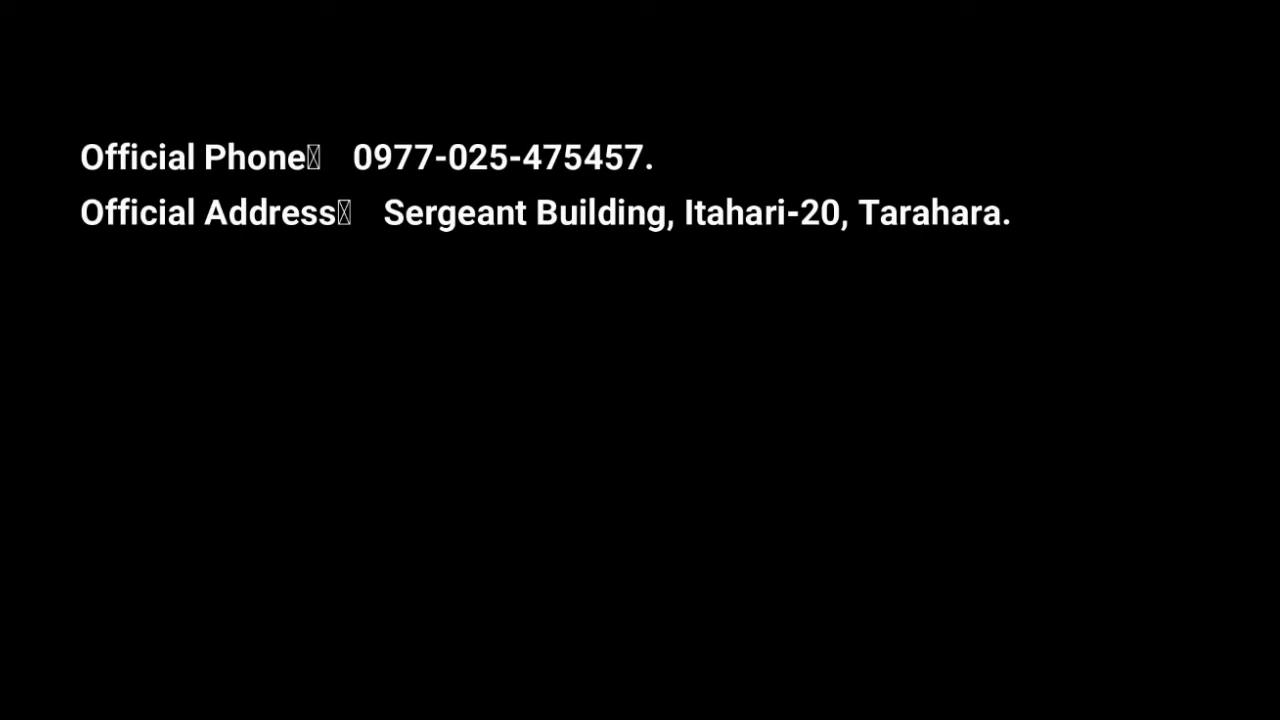 Official Phone 0977-025-475457.
Official Address Sergeant Building, Itahari-20, Tarahara.